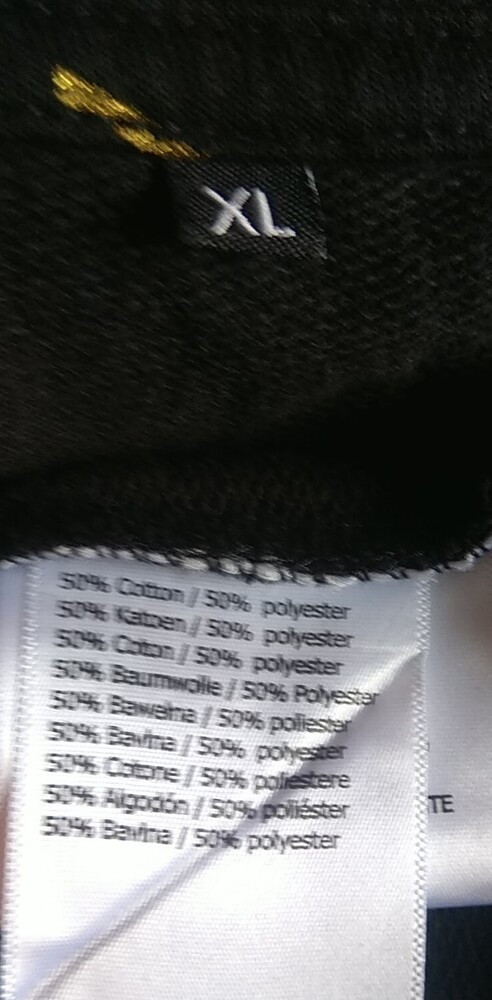 XL
50% Cotton / 50% polyester
50% Katoen / 50% polyester
50% Coton / 50% polyester
50% Baumwolle / 50% Polyester
50% Bawełna / 50% poliester
50% Bavlna / 50% polyester
50% Cotone / 50% poliestere
50% Algodón / 50% poliéster
50% Bavlna / 50% polyester
TE